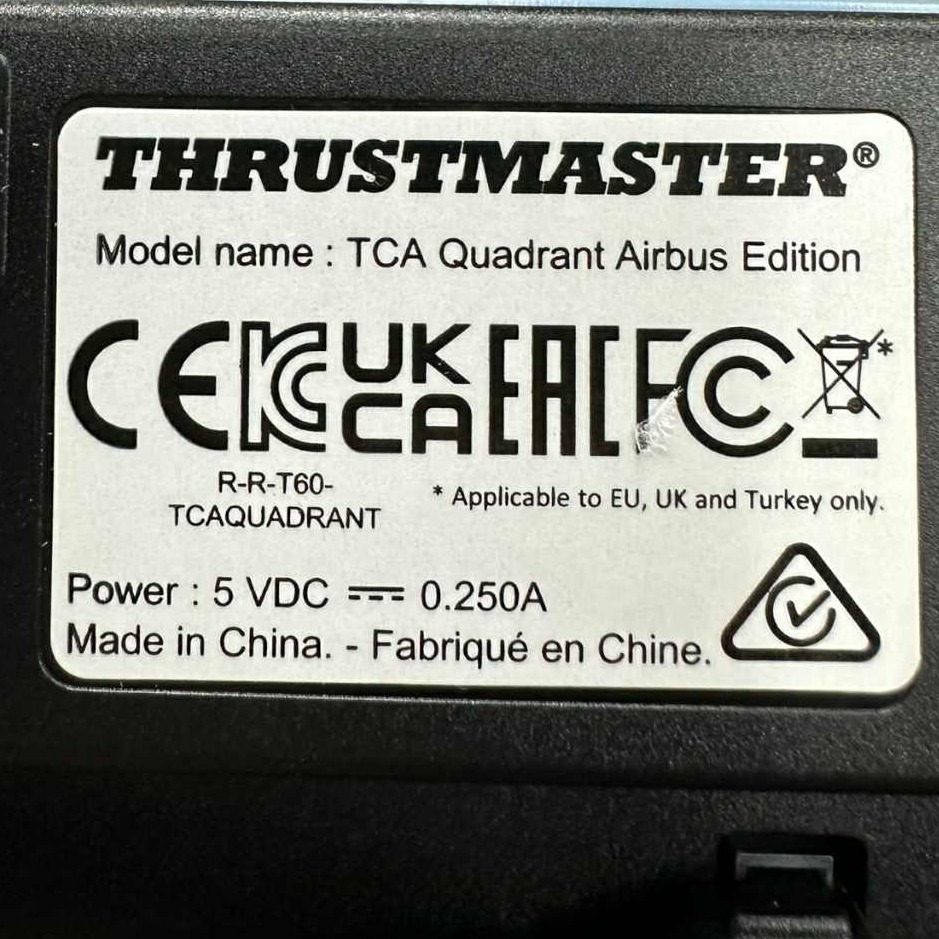 THRUSTMASTER®
Model name : TCA Quadrant Airbus Edition
CE KC UK CA EAC FC *
R-R-T60-
TCAQUADRANT
* Applicable to EU, UK and Turkey only.
Power : 5 VDC ⎓ 0.250A
Made in China. - Fabriqué en Chine.